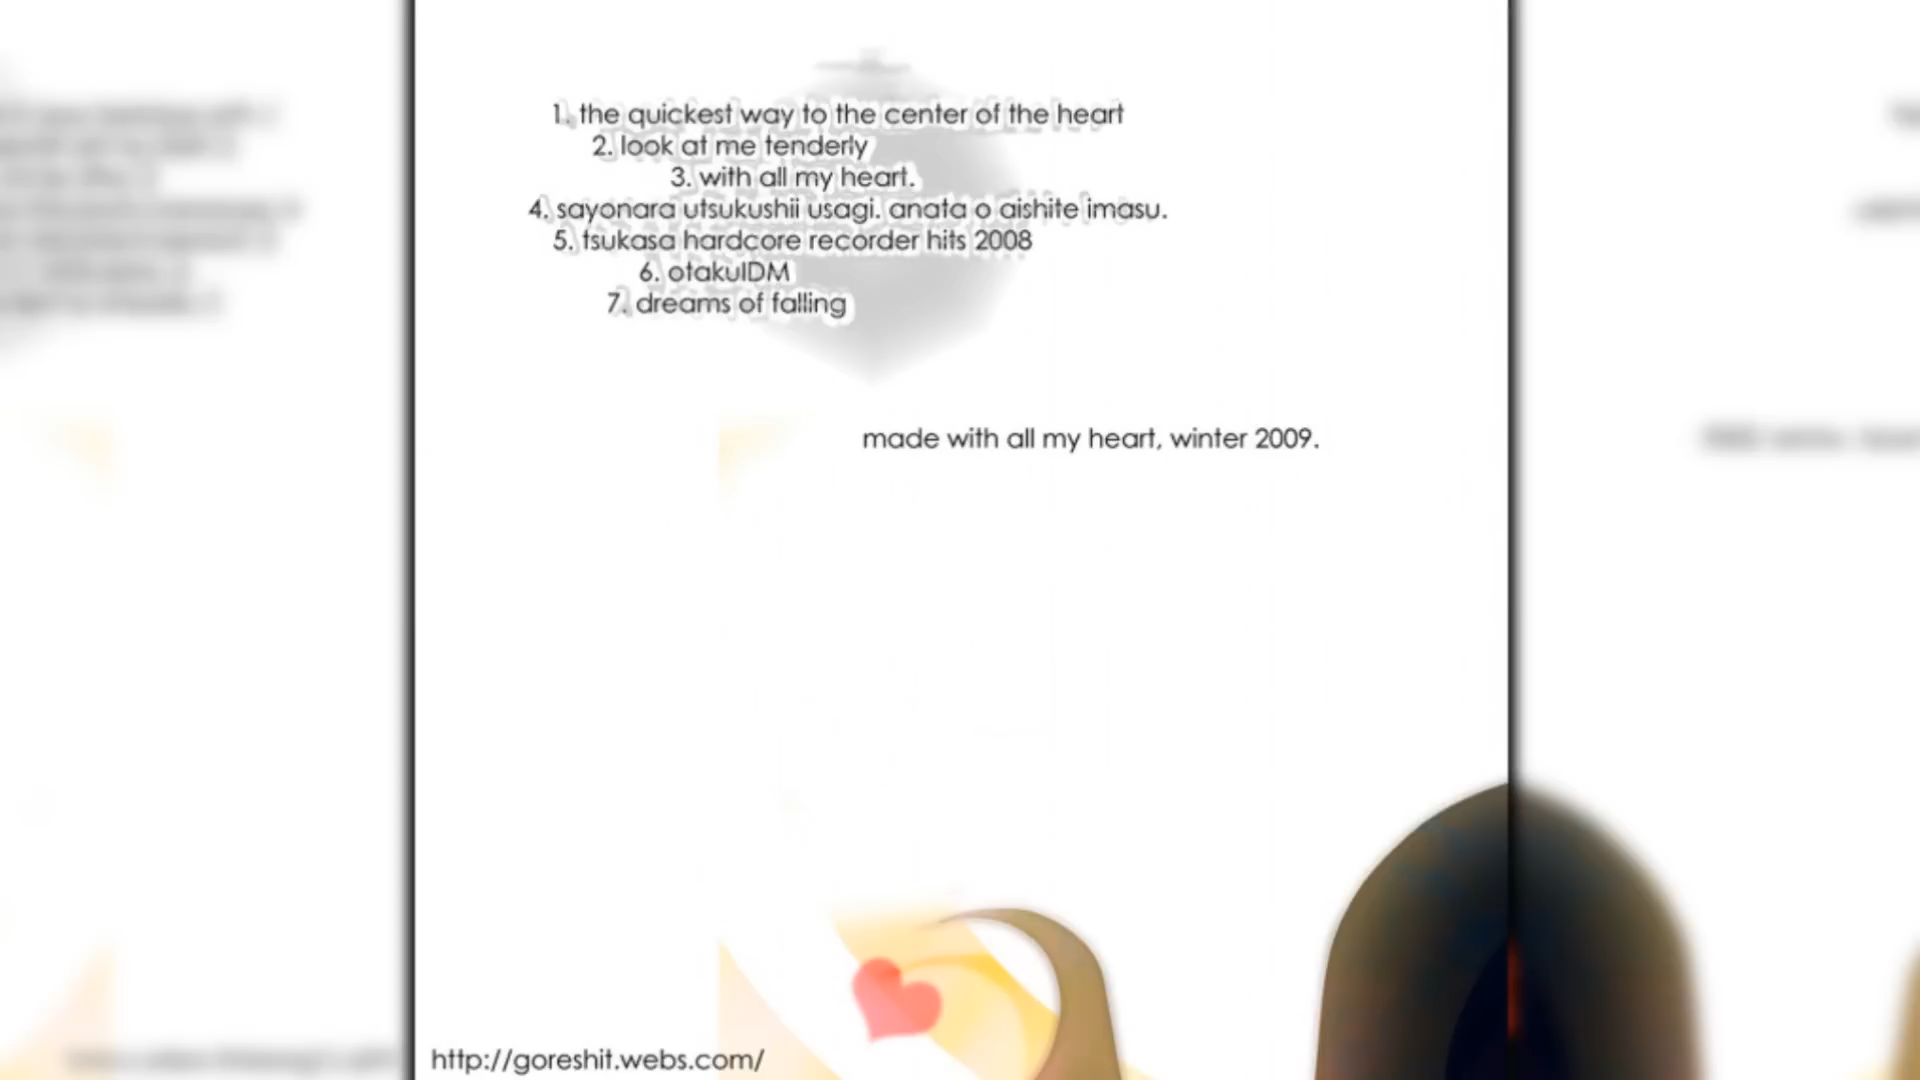 1. the quickest way to the center of the heart
2. look at me tenderly
3. with all my heart.
4. sayonara utsukushii usagi. anata o aishite imasu.
5. tsukasa hardcore recorder hits 2008
6. otakuIDM
7. dreams of falling
made with all my heart, winter 2009.
http://goreshit.webs.com/